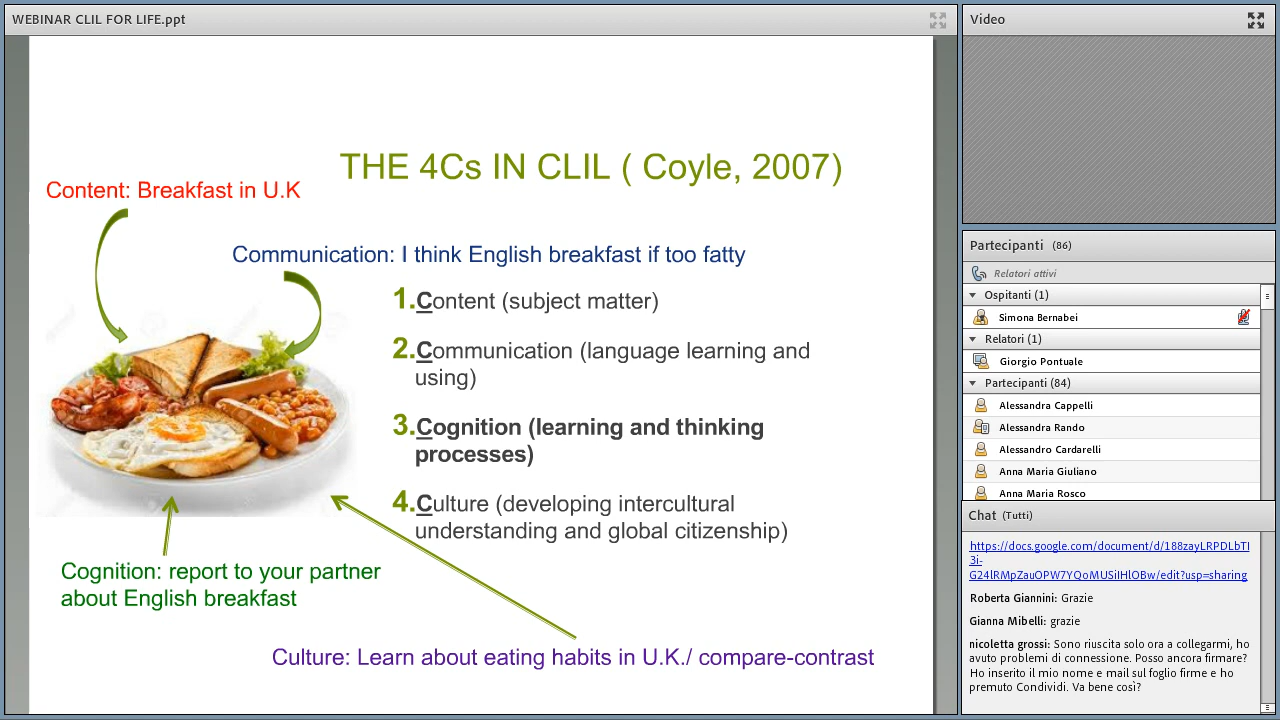 WEBINAR CLIL FOR LIFE.ppt
THE 4Cs IN CLIL ( Coyle, 2007)
Content: Breakfast in U.K
Communication: I think English breakfast if too fatty
1.Content (subject matter)
2.Communication (language learning and
using)
3.Cognition (learning and thinking
processes)
4.Culture (developing intercultural
understanding and global citizenship)
Cognition: report to your partner
about English breakfast
Culture: Learn about eating habits in U.K./ compare-contrast
Video
Partecipanti (86)
Relatori attivi
Ospitanti (1)
Simona Bernabei
Relatori (1)
Giorgio Pontuale
Partecipanti (84)
Alessandra Cappelli
Alessandra Rando
Alessandro Cardarelli
Anna Maria Giuliano
Anna Maria Rosco
Chat (Tutti)
https://docs.google.com/document/d/188zayLRPDLbTI
3i-
G24lRMpZauOPW7YQoMUSiIHlOBw/edit?usp=sharing
Roberta Giannini: Grazie
Gianna Mibelli: grazie
nicoletta grossi: Sono riuscita solo ora a collegarmi, ho
avuto problemi di connessione. Posso ancora firmare?
Ho inserito il mio nome e mail sul foglio firme e ho
premuto Condividi. Va bene così?